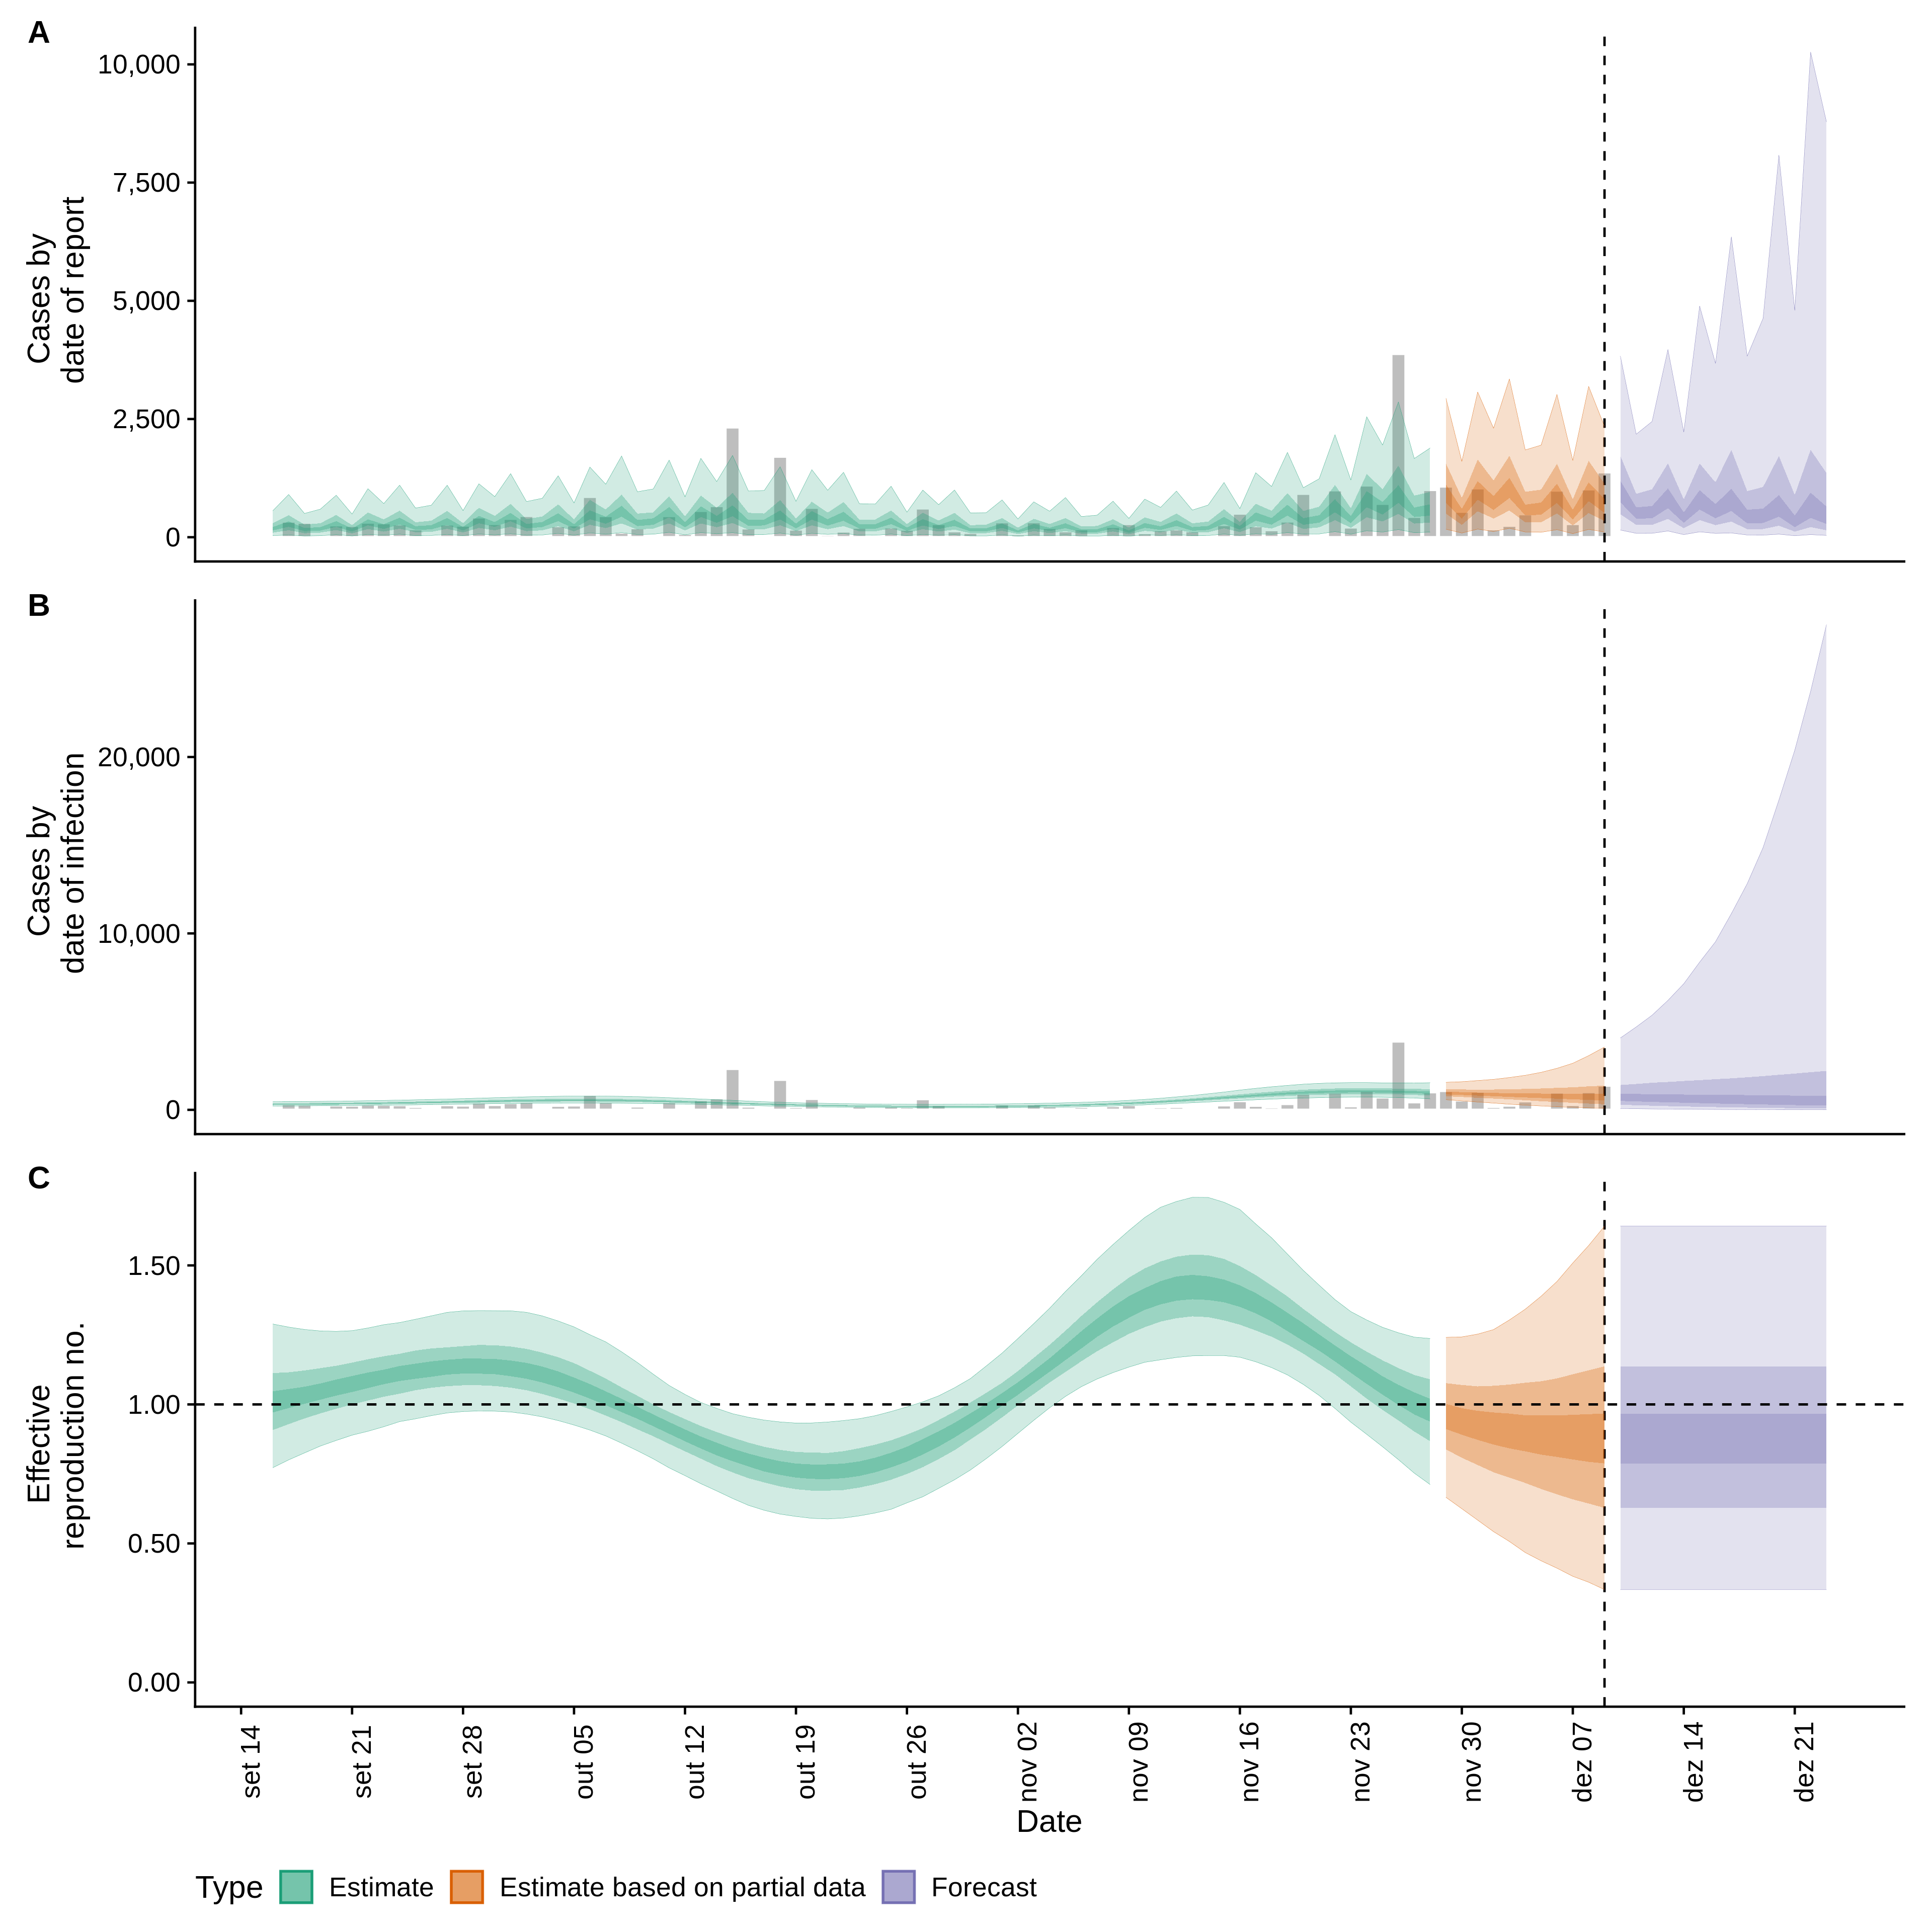 A
10,000
7,500
5,000
2,500
0
Cases by
date of report
B
20,000
10,000
0
Cases by
date of infection
C
1.50
1.00
0.50
0.00
Effective
reproduction no.
set 14
set 21
set 28
out 05
out 12
out 19
out 26
nov 02
nov 09
nov 16
nov 23
nov 30
dez 07
dez 14
dez 21
Date
Type
Estimate
Estimate based on partial data
Forecast